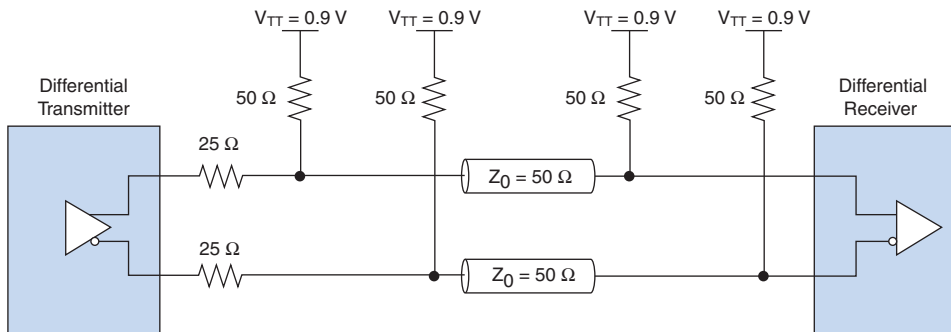 V_TT = 0.9 V V_TT = 0.9 V V_TT = 0.9 V V_TT = 0.9 V
Differential
Transmitter
Differential
Receiver
50 Ω 50 Ω 50 Ω 50 Ω
25 Ω
Z_0 = 50 Ω
25 Ω
Z_0 = 50 Ω